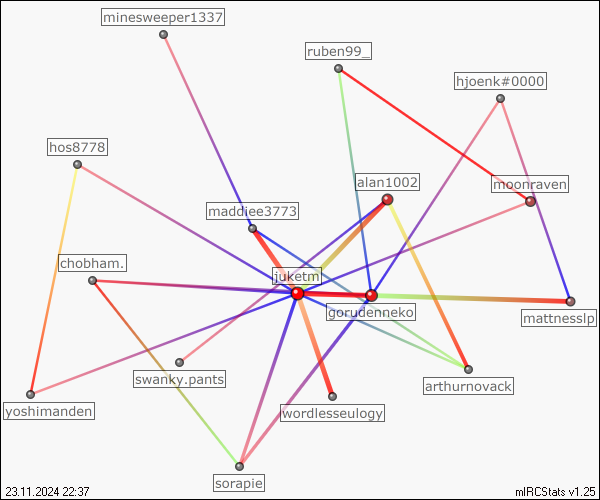 minesweeper1337
ruben99_
hjoenk#0000
hos8778
alan1002
moonraven
maddiee3773
chobham.
juketm
gorudenneko
mattnesslp
swanky.pants
arthurnovack
yoshimanden
wordlesseulogy
sorapie
23.11.2024 22:37
mIRCStats v1.25